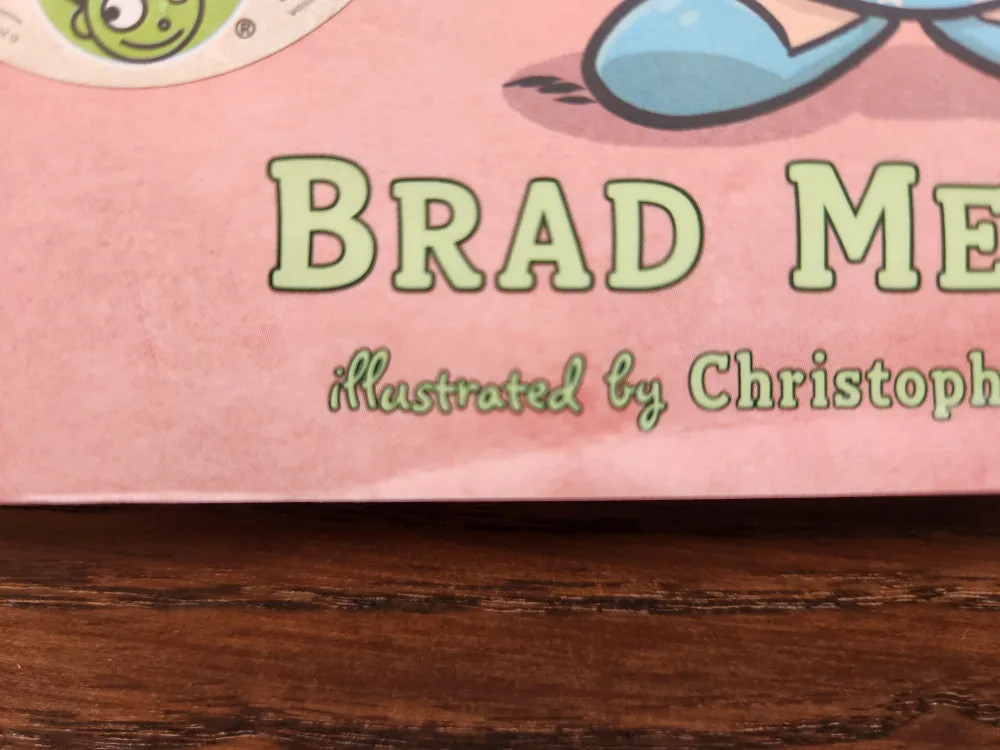 ®
BRAD ME
illustrated by Christoph